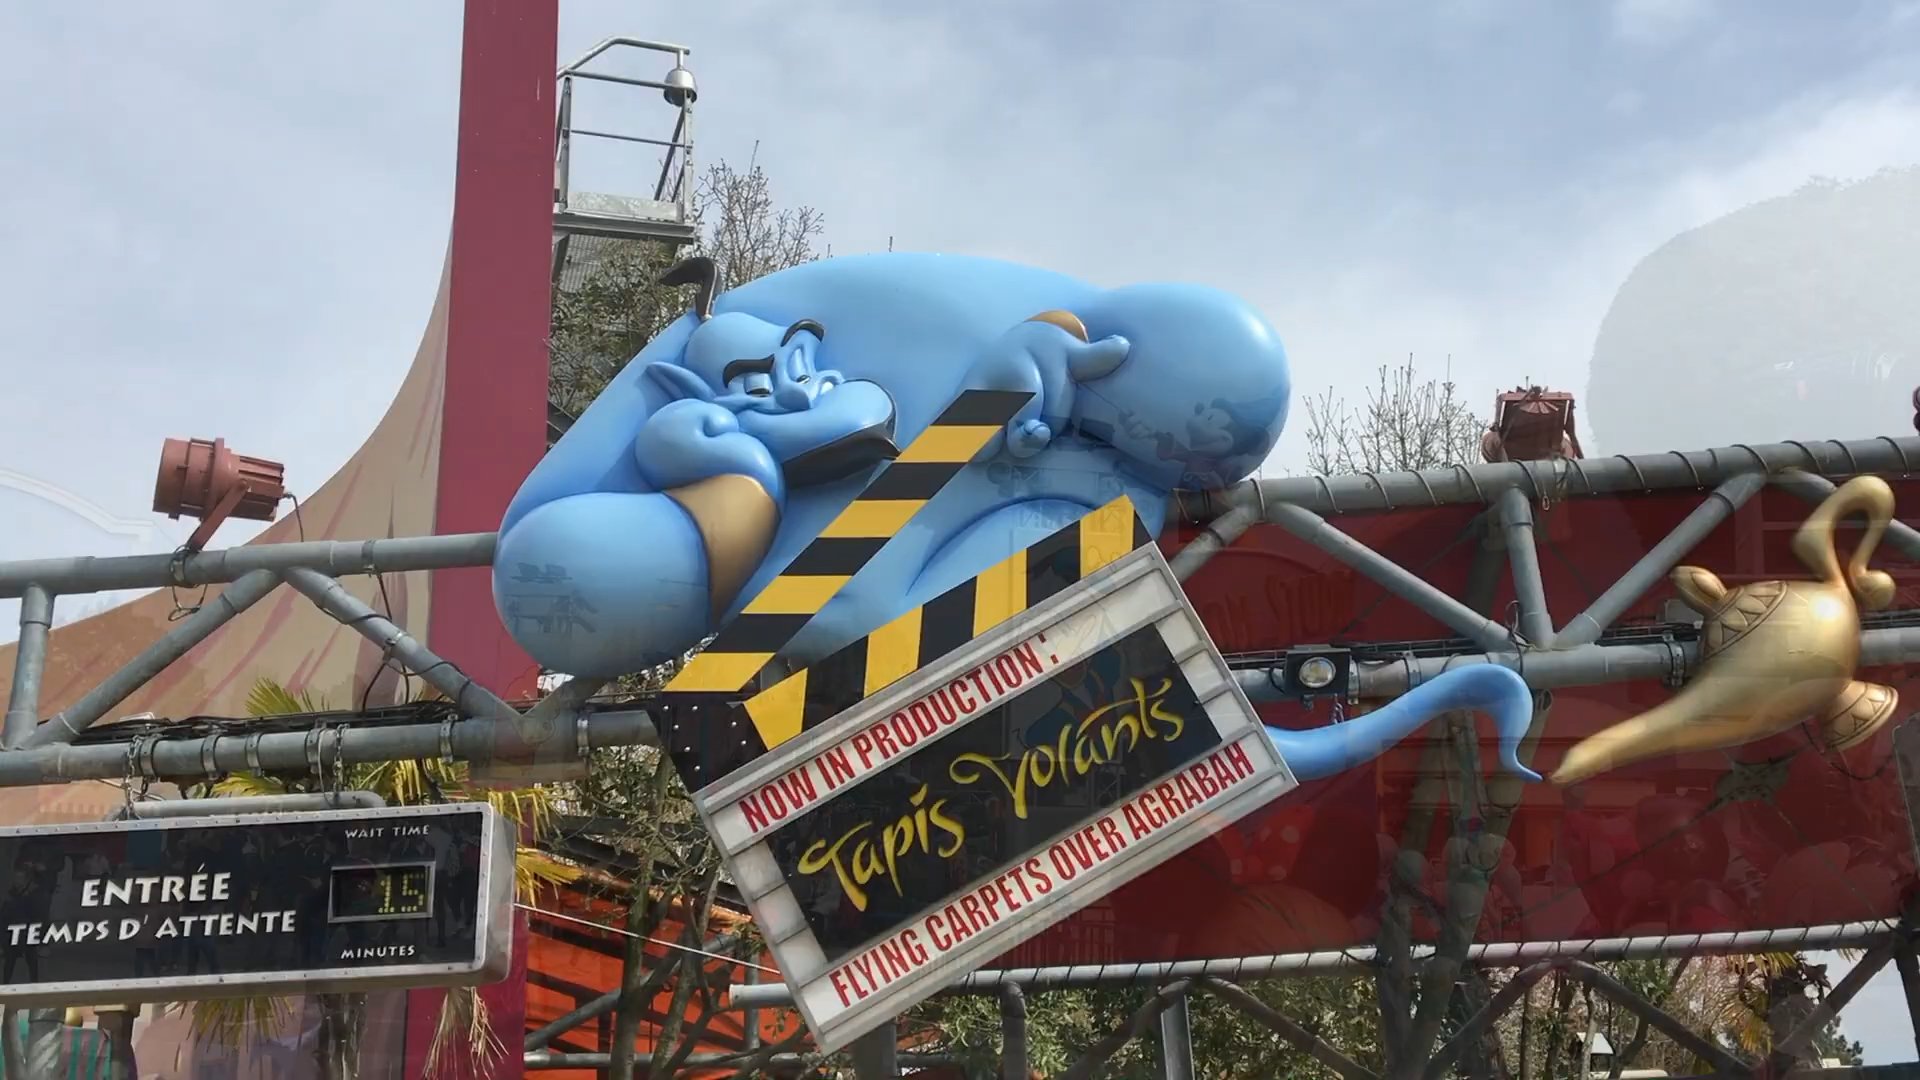 NOW IN PRODUCTION :
Tapis Volants
FLYING CARPETS OVER AGRABAH
WAIT TIME
ENTRÉE
15
TEMPS D'ATTENTE
MINUTES